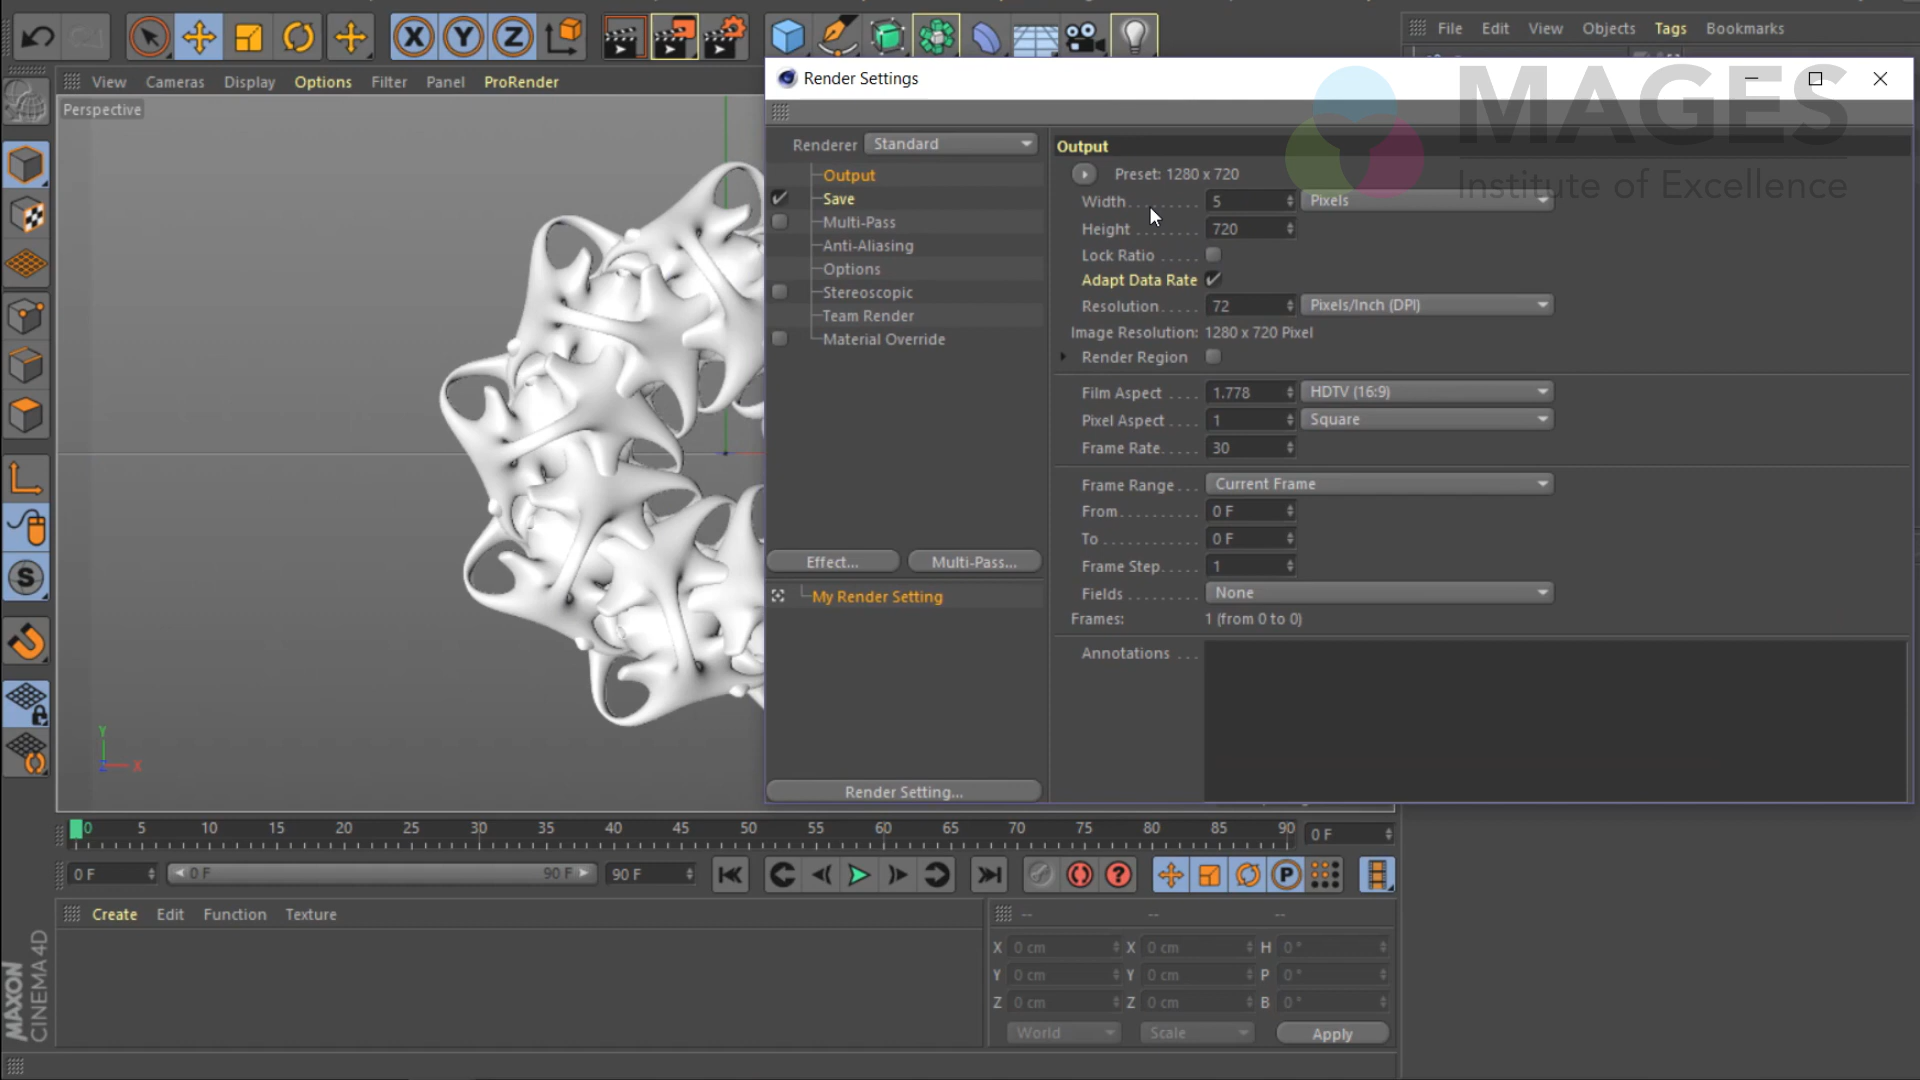 File Edit View Objects Tags Bookmarks
X Y Z
View Cameras Display Options Filter Panel ProRender
Perspective
Render Settings
MAGES
Institute of Excellence
Renderer Standard
Output
Save
Multi-Pass
Anti-Aliasing
Options
Stereoscopic
Team Render
Material Override
Effect... Multi-Pass...
My Render Setting
Render Setting...
Output
Preset: 1280 x 720
Width 5 Pixels
Height 720
Lock Ratio
Adapt Data Rate
Resolution 72 Pixels/Inch (DPI)
Image Resolution: 1280 x 720 Pixel
Render Region
Film Aspect 1.778 HDTV (16:9)
Pixel Aspect 1 Square
Frame Rate 30
Frame Range Current Frame
From 0 F
To 0 F
Frame Step 1
Fields None
Frames: 1 (from 0 to 0)
Annotations
S
Y
Z X
0 5 10 15 20 25 30 35 40 45 50 55 60 65 70 75 80 85 90 0 F
0 F 0 F 90 F 90 F ? P
Create Edit Function Texture
-- -- --
X 0 cm X 0 cm H 0 °
Y 0 cm Y 0 cm P 0 °
Z 0 cm Z 0 cm B 0 °
World Scale Apply
MAXON
CINEMA 4D